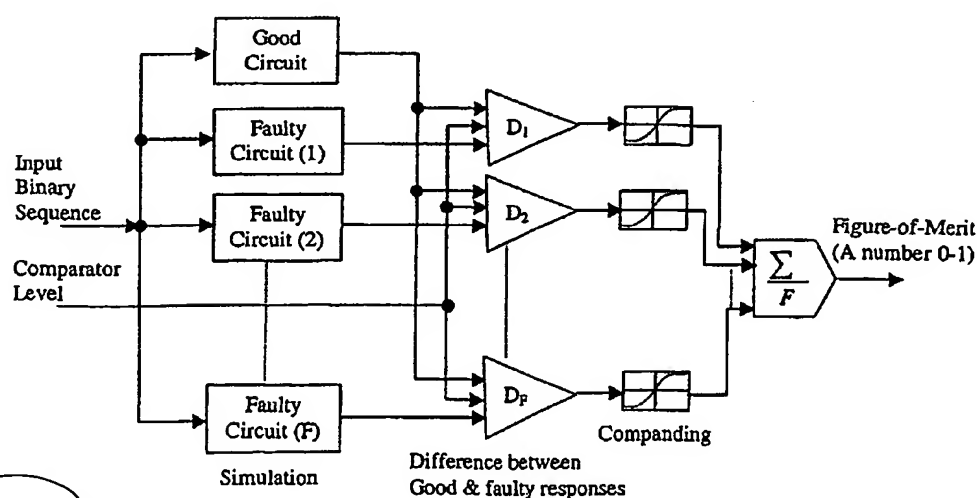 Good
Circuit
Faulty
Circuit (1)
Input
Binary
Sequence
Faulty
Circuit (2)
Comparator
Level
Faulty
Circuit (F)
Simulation
D1
D2
DF
Difference between
Good & faulty responses
Companding
Figure-of-Merit
(A number 0-1)
∑
F